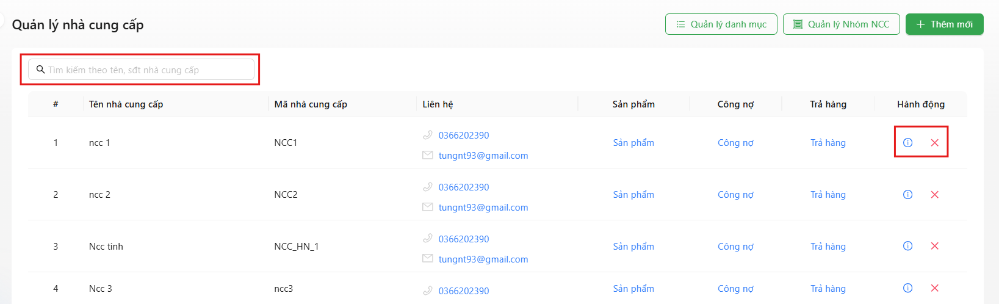 Quản lý nhà cung cấp
Quản lý danh mục
Quản lý Nhóm NCC
Thêm mới
Tìm kiếm theo tên, sđt nhà cung cấp
# Tên nhà cung cấp Mã nhà cung cấp Liên hệ Sản phẩm Công nợ Trả hàng Hành động
1 ncc 1 NCC1 0366202390 Sản phẩm Công nợ Trả hàng
tungnt93@gmail.com
2 ncc 2 NCC2 0366202390 Sản phẩm Công nợ Trả hàng
tungnt93@gmail.com
3 Ncc tinh NCC_HN_1 0366202390 Sản phẩm Công nợ Trả hàng
tungnt93@gmail.com
4 Ncc 3 ncc3 0366202390 Sản phẩm Công nợ Trả hàng